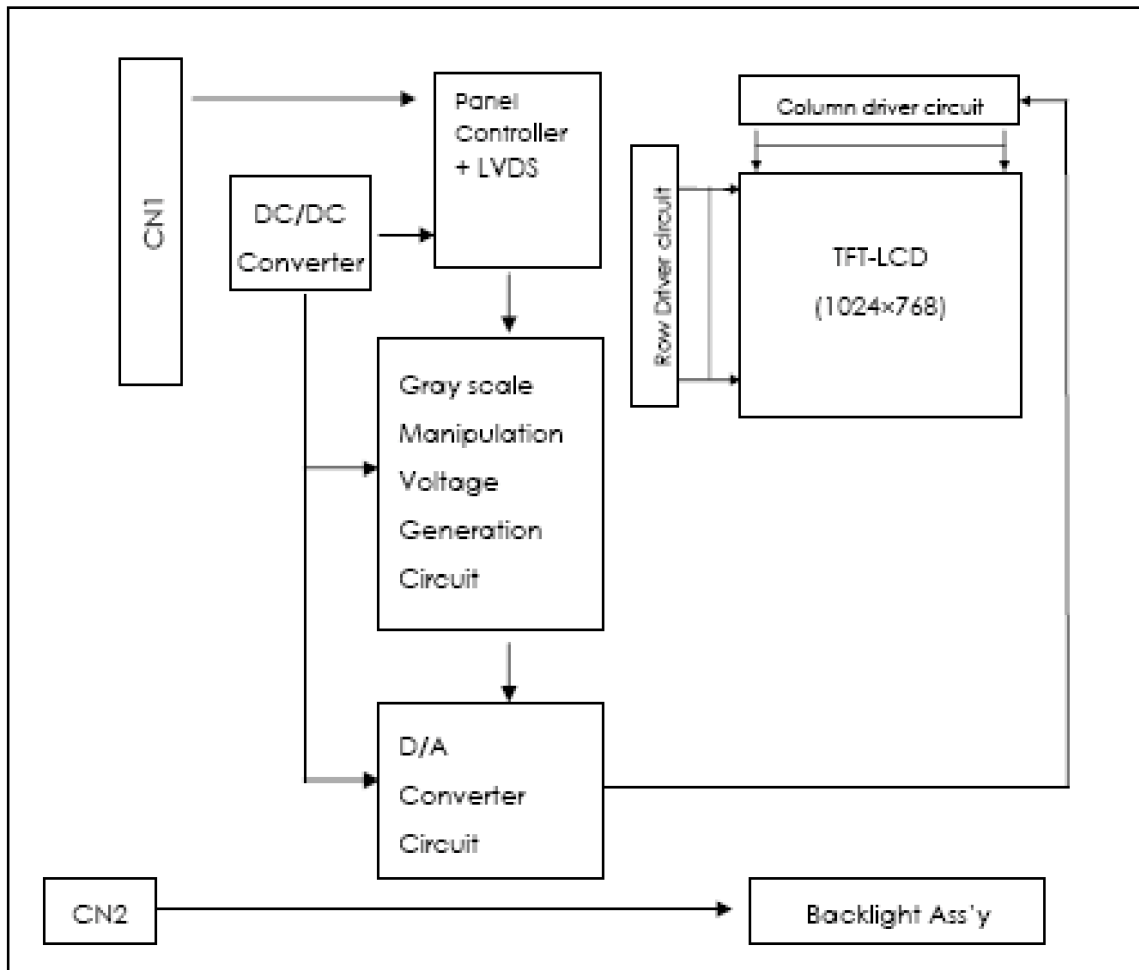 CN1
Panel
Controller
+ LVDS
DC/DC
Converter
Gray scale
Manipulation
Voltage
Generation
Circuit
D/A
Converter
Circuit
Column driver circuit
Row Driver circuit
TFT-LCD
(1024×768)
CN2
Backlight Ass'y